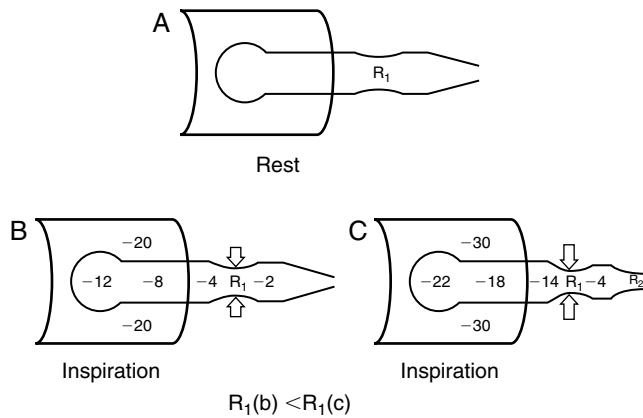 A
R₁
Rest
B
−20
−12 −8 −4 R₁ −2
−20
Inspiration
C
−30
−22 −18 −14 R₁ −4 R₂
−30
Inspiration
R₁(b) <R₁(c)